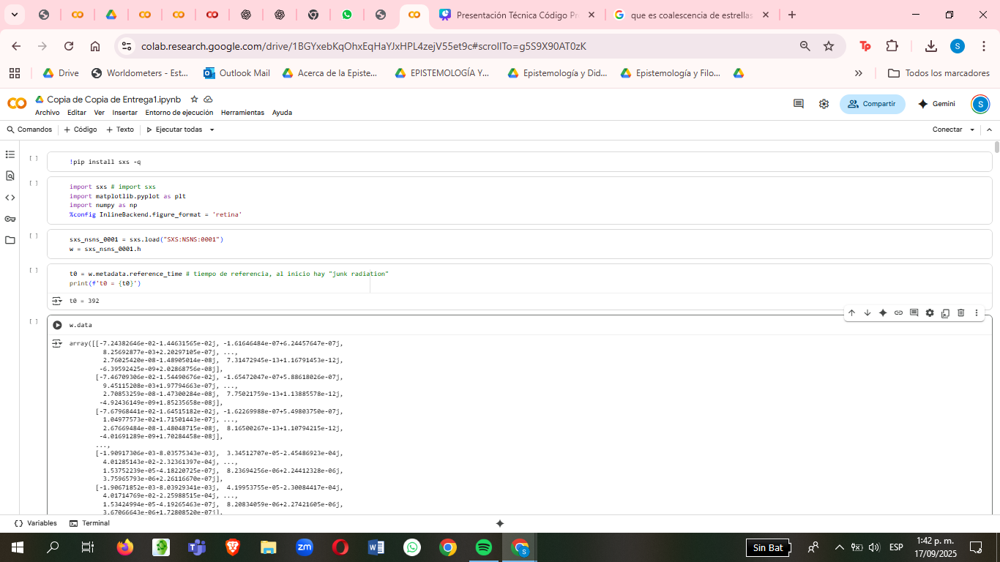 Presentación Técnica Código Pr
que es coalescencia de estrellas
colab.research.google.com/drive/1BGYxebKqOhxEqHaYJxHPL4zejV55et9c#scrollTo=g5S9X90AT0zK
Drive
Worldometers - Est...
Outlook Mail
Acerca de la Episte...
EPISTEMOLOGÍA Y...
Epistemología y Did...
Epistemología y Filo...
Todos los marcadores
Copia de Copia de Entrega1.ipynb
Compartir
Gemini
S
Archivo Editar Ver Insertar Entorno de ejecución Herramientas Ayuda
Comandos + Código + Texto Ejecutar todas
Conectar
[ ] !pip install sxs -q
[ ] import sxs # import sxs
import matplotlib.pyplot as plt
import numpy as np
%config InlineBackend.figure_format = 'retina'
[ ] sxs_nsns_0001 = sxs.load("SXS:NSNS:0001")
w = sxs_nsns_0001.h
[ ] t0 = w.metadata.reference_time # tiempo de referencia, al inicio hay "junk radiation"
print(f't0 = {t0}')
t0 = 392
[ ] w.data
array([[-7.24382646e-02-1.44631565e-02j, -1.61646484e-07+6.24457647e-07j,
8.25692877e-03+2.20297105e-07j, ...,
2.76025420e-08-1.48905014e-08j, 7.31472945e-13+1.16791453e-12j,
-6.39592425e-09+2.02868756e-08j],
[-7.46709306e-02-1.54490676e-02j, -1.65472047e-07+5.88618026e-07j,
9.45115208e-03+1.97794663e-07j, ...,
2.70853259e-08-1.47300284e-08j, 7.75021759e-13+1.13885578e-12j,
-4.92436149e-09+1.85235658e-08j],
[-7.67968441e-02-1.64515182e-02j, -1.62269988e-07+5.49803750e-07j,
1.04977573e-02+1.71501443e-07j, ...,
2.67669484e-08-1.48048715e-08j, 8.16500267e-13+1.10794215e-12j,
-4.01691289e-09+1.70284458e-08j],
...,
[-1.90917306e-03-8.03575343e-03j, 3.34512707e-05-2.45486923e-04j,
4.01285143e-02-2.32361397e-04j, ...,
1.53752239e-05-4.18220725e-07j, 8.23694256e-06+2.24412328e-06j,
3.75965793e-06+2.26116670e-07j],
[-1.90671852e-03-8.03929341e-03j, 4.19953755e-05-2.30084417e-04j,
4.01714769e-02-2.25988515e-04j, ...,
1.53424994e-05-4.19265463e-07j, 8.20834059e-06+2.27421605e-06j,
3.67066643e-06+1.72808520e-07j],
Variables Terminal
Sin Bat
ESP
1:42 p. m.
17/09/2025